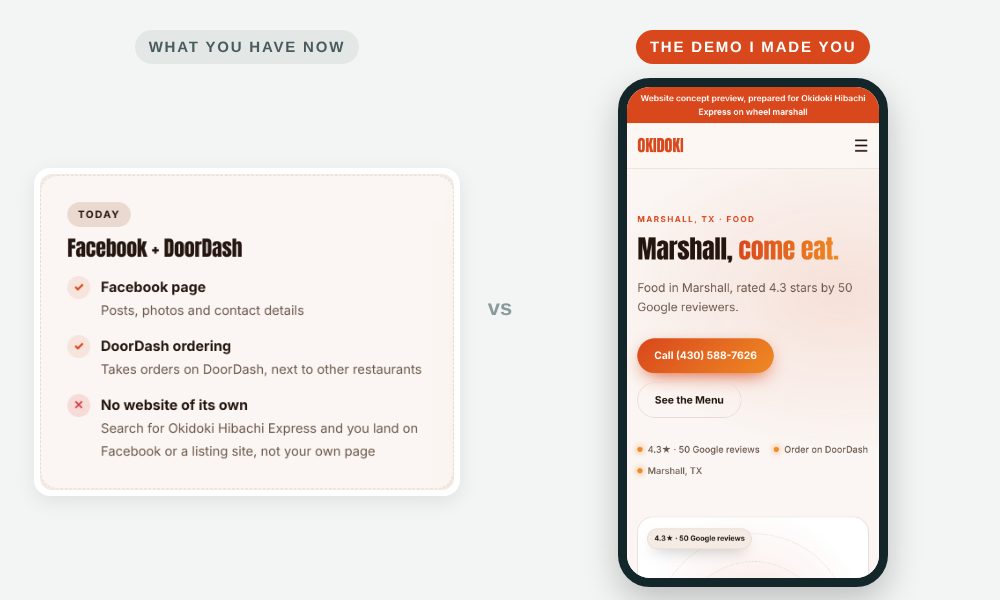 WHAT YOU HAVE NOW
TODAY
Facebook + DoorDash
Facebook page
Posts, photos and contact details
DoorDash ordering
Takes orders on DoorDash, next to other restaurants
No website of its own
Search for Okidoki Hibachi Express and you land on
Facebook or a listing site, not your own page
vs
THE DEMO I MADE YOU
Website concept preview, prepared for Okidoki Hibachi
Express on wheel marshall
OKIDOKI
MARSHALL, TX · FOOD
Marshall, come eat.
Food in Marshall, rated 4.3 stars by 50
Google reviewers.
Call (430) 588-7626
See the Menu
4.3★ · 50 Google reviews
Order on DoorDash
Marshall, TX
4.3★ · 50 Google reviews